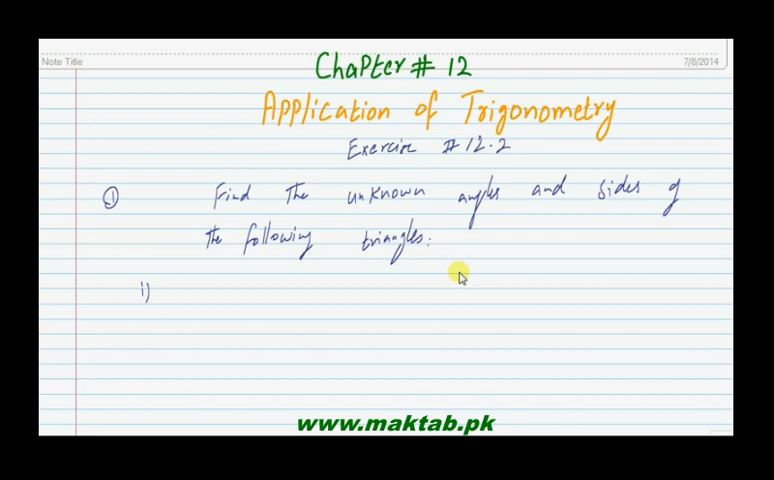 Note Title
7/8/2014
Chapter # 12
Application of Trigonometry
Exercise # 12.2
① Find the unknown angles and sides of
the following triangles:
i)
www.maktab.pk